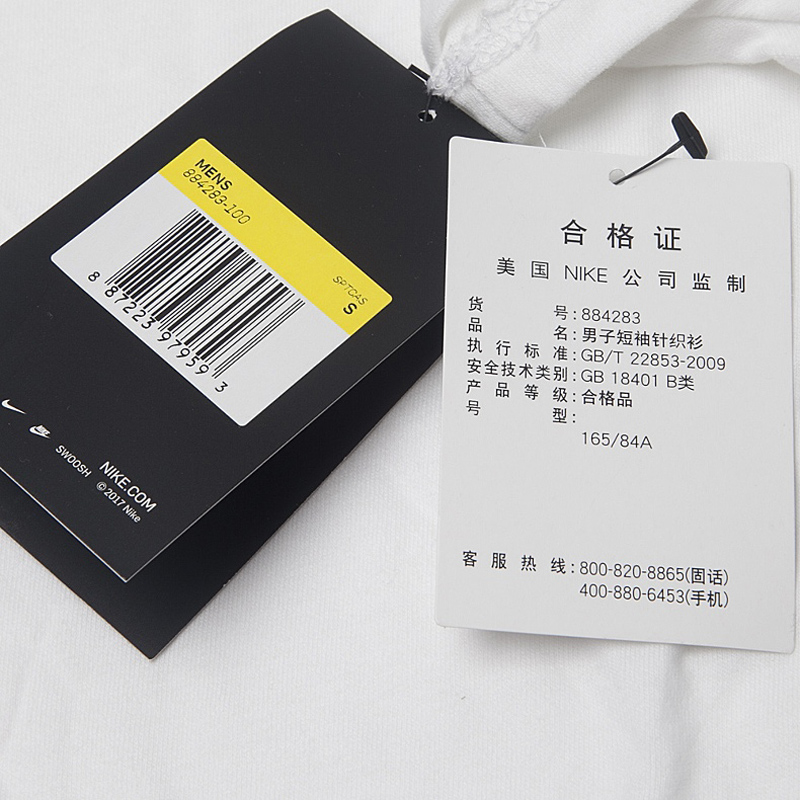 MENS
884283-100
SPTCAS
S
8 87223 97959 3
SWOOSH
NIKE.COM
©2017 Nike
合格证
美国 NIKE 公司监制
货号:884283
品名:男子短袖针织衫
执行标准:GB/T 22853-2009
安全技术类别:GB 18401 B类
产品等级:合格品
号型:
165/84A
客服热线:800-820-8865(固话)
400-880-6453(手机)